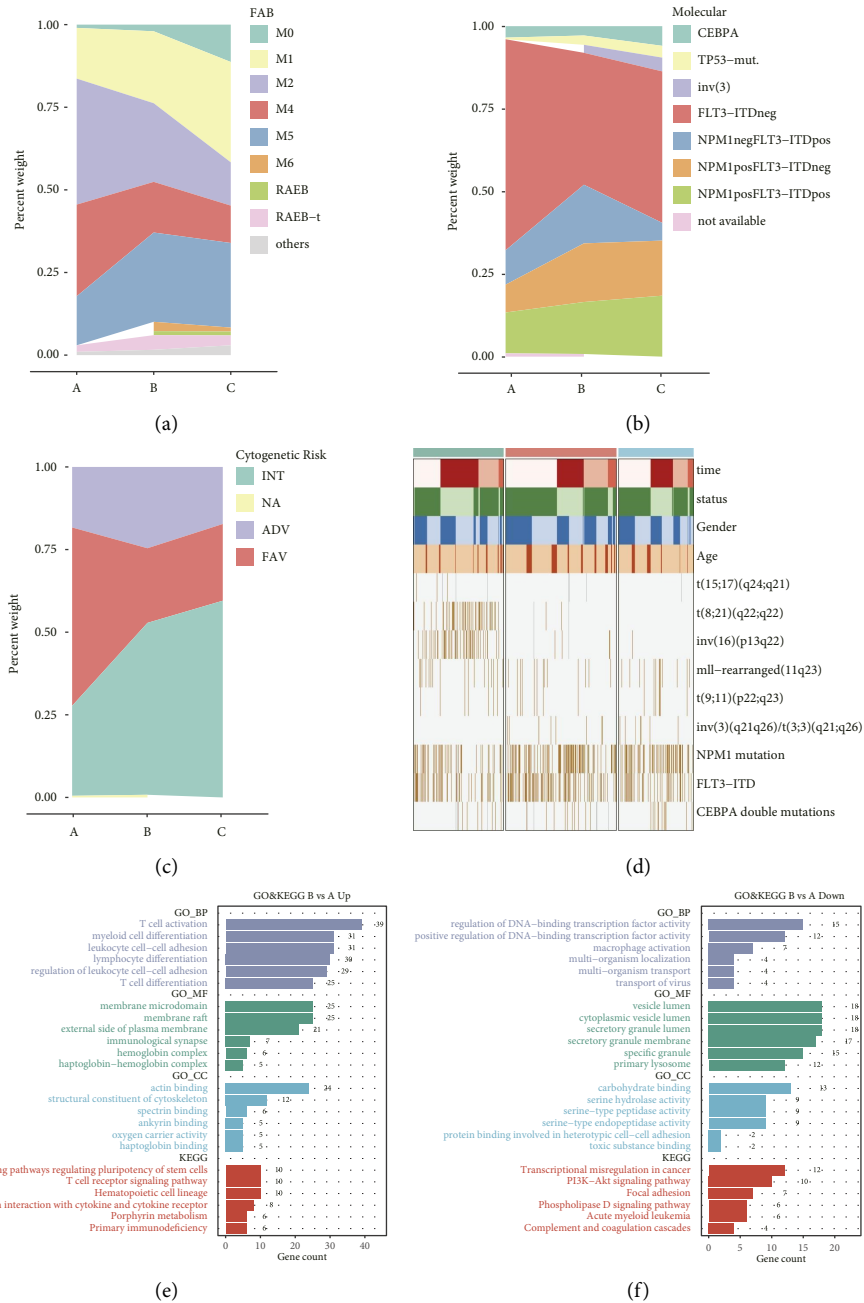 FAB
M0
M1
M2
M4
M5
M6
RAEB
RAEB−t
others
Percent weight
1.00
0.75
0.50
0.25
0.00
A B C
(a)
Molecular
CEBPA
TP53−mut.
inv(3)
FLT3−ITDneg
NPM1negFLT3−ITDpos
NPM1posFLT3−ITDneg
NPM1posFLT3−ITDpos
not available
Percent weight
1.00
0.75
0.50
0.25
0.00
A B C
(b)
Cytogenetic Risk
INT
NA
ADV
FAV
Percent weight
1.00
0.75
0.50
0.25
0.00
A B C
(c)
time
status
Gender
Age
t(15;17)(q24;q21)
t(8;21)(q22;q22)
inv(16)(p13q22)
mll−rearranged(11q23)
t(9;11)(p22;q23)
inv(3)(q21q26)/t(3;3)(q21;q26)
NPM1 mutation
FLT3−ITD
CEBPA double mutations
(d)
GO&KEGG B vs A Up
GO_BP
T cell activation 39
myeloid cell differentiation 31
leukocyte cell−cell adhesion 31
lymphocyte differentiation 30
regulation of leukocyte cell−cell adhesion 29
T cell differentiation 25
GO_MF
membrane microdomain 25
membrane raft 25
external side of plasma membrane 21
immunological synapse 7
hemoglobin complex 6
haptoglobin−hemoglobin complex 5
GO_CC
actin binding 24
structural constituent of cytoskeleton 12
spectrin binding 6
ankyrin binding 5
oxygen carrier activity 5
haptoglobin binding 5
KEGG
pathways regulating pluripotency of stem cells 10
T cell receptor signaling pathway 10
Hematopoietic cell lineage 10
interaction with cytokine and cytokine receptor 8
Porphyrin metabolism 6
Primary immunodeficiency 6
0 10 20 30 40
Gene count
(e)
GO&KEGG B vs A Down
GO_BP
regulation of DNA−binding transcription factor activity 15
positive regulation of DNA−binding transcription factor activity 12
macrophage activation 7
multi−organism localization 4
multi−organism transport 4
transport of virus 4
GO_MF
vesicle lumen 18
cytoplasmic vesicle lumen 18
secretory granule lumen 18
secretory granule membrane 17
specific granule 15
primary lysosome 12
GO_CC
carbohydrate binding 13
serine hydrolase activity 9
serine−type peptidase activity 9
serine−type endopeptidase activity 9
protein binding involved in heterotypic cell−cell adhesion 2
toxic substance binding 2
KEGG
Transcriptional misregulation in cancer 12
PI3K−Akt signaling pathway 10
Focal adhesion 7
Phospholipase D signaling pathway 6
Acute myeloid leukemia 6
Complement and coagulation cascades 4
0 5 10 15 20
Gene count
(f)